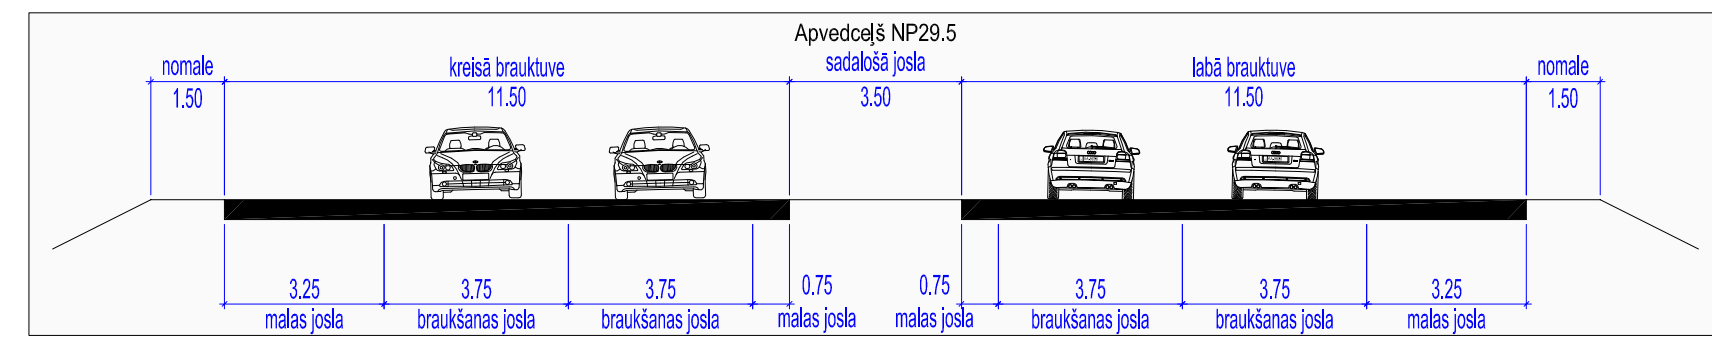 Apvedceļš NP29.5
nomale kreisā brauktuve sadalošā josla labā brauktuve nomale
1.50 11.50 3.50 11.50 1.50
3.25 3.75 3.75 0.75 0.75 3.75 3.75 3.25
malas josla braukšanas josla braukšanas josla malas josla malas josla braukšanas josla braukšanas josla malas josla